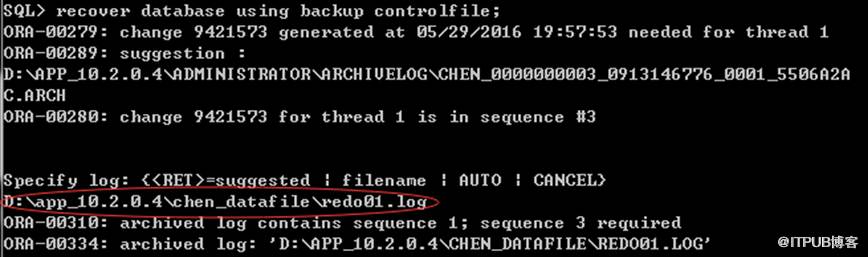 SQL> recover database using backup controlfile;
ORA-00279: change 9421573 generated at 05/29/2016 19:57:53 needed for thread 1
ORA-00289: suggestion :
D:\APP_10.2.0.4\ADMINISTRATOR\ARCHIVELOG\CHEN_0000000003_0913146776_0001_5506A2A
C.ARCH
ORA-00280: change 9421573 for thread 1 is in sequence #3
Specify log: {<RET>=suggested | filename | AUTO | CANCEL}
D:\app_10.2.0.4\chen_datafile\redo01.log
ORA-00310: archived log contains sequence 1; sequence 3 required
ORA-00334: archived log: 'D:\APP_10.2.0.4\CHEN_DATAFILE\REDO01.LOG'
@ITPUB博客